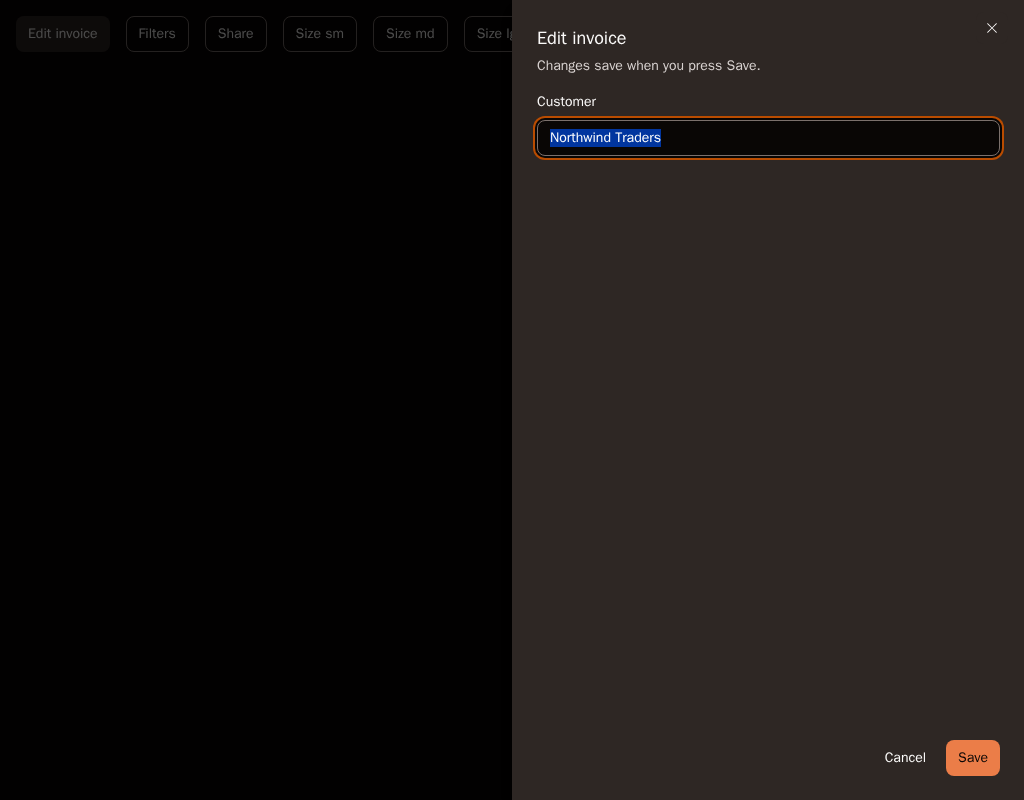 Edit invoice
Filters
Share
Size sm
Size md
Size
Edit invoice
Changes save when you press Save.
Customer
Northwind Traders
Cancel
Save